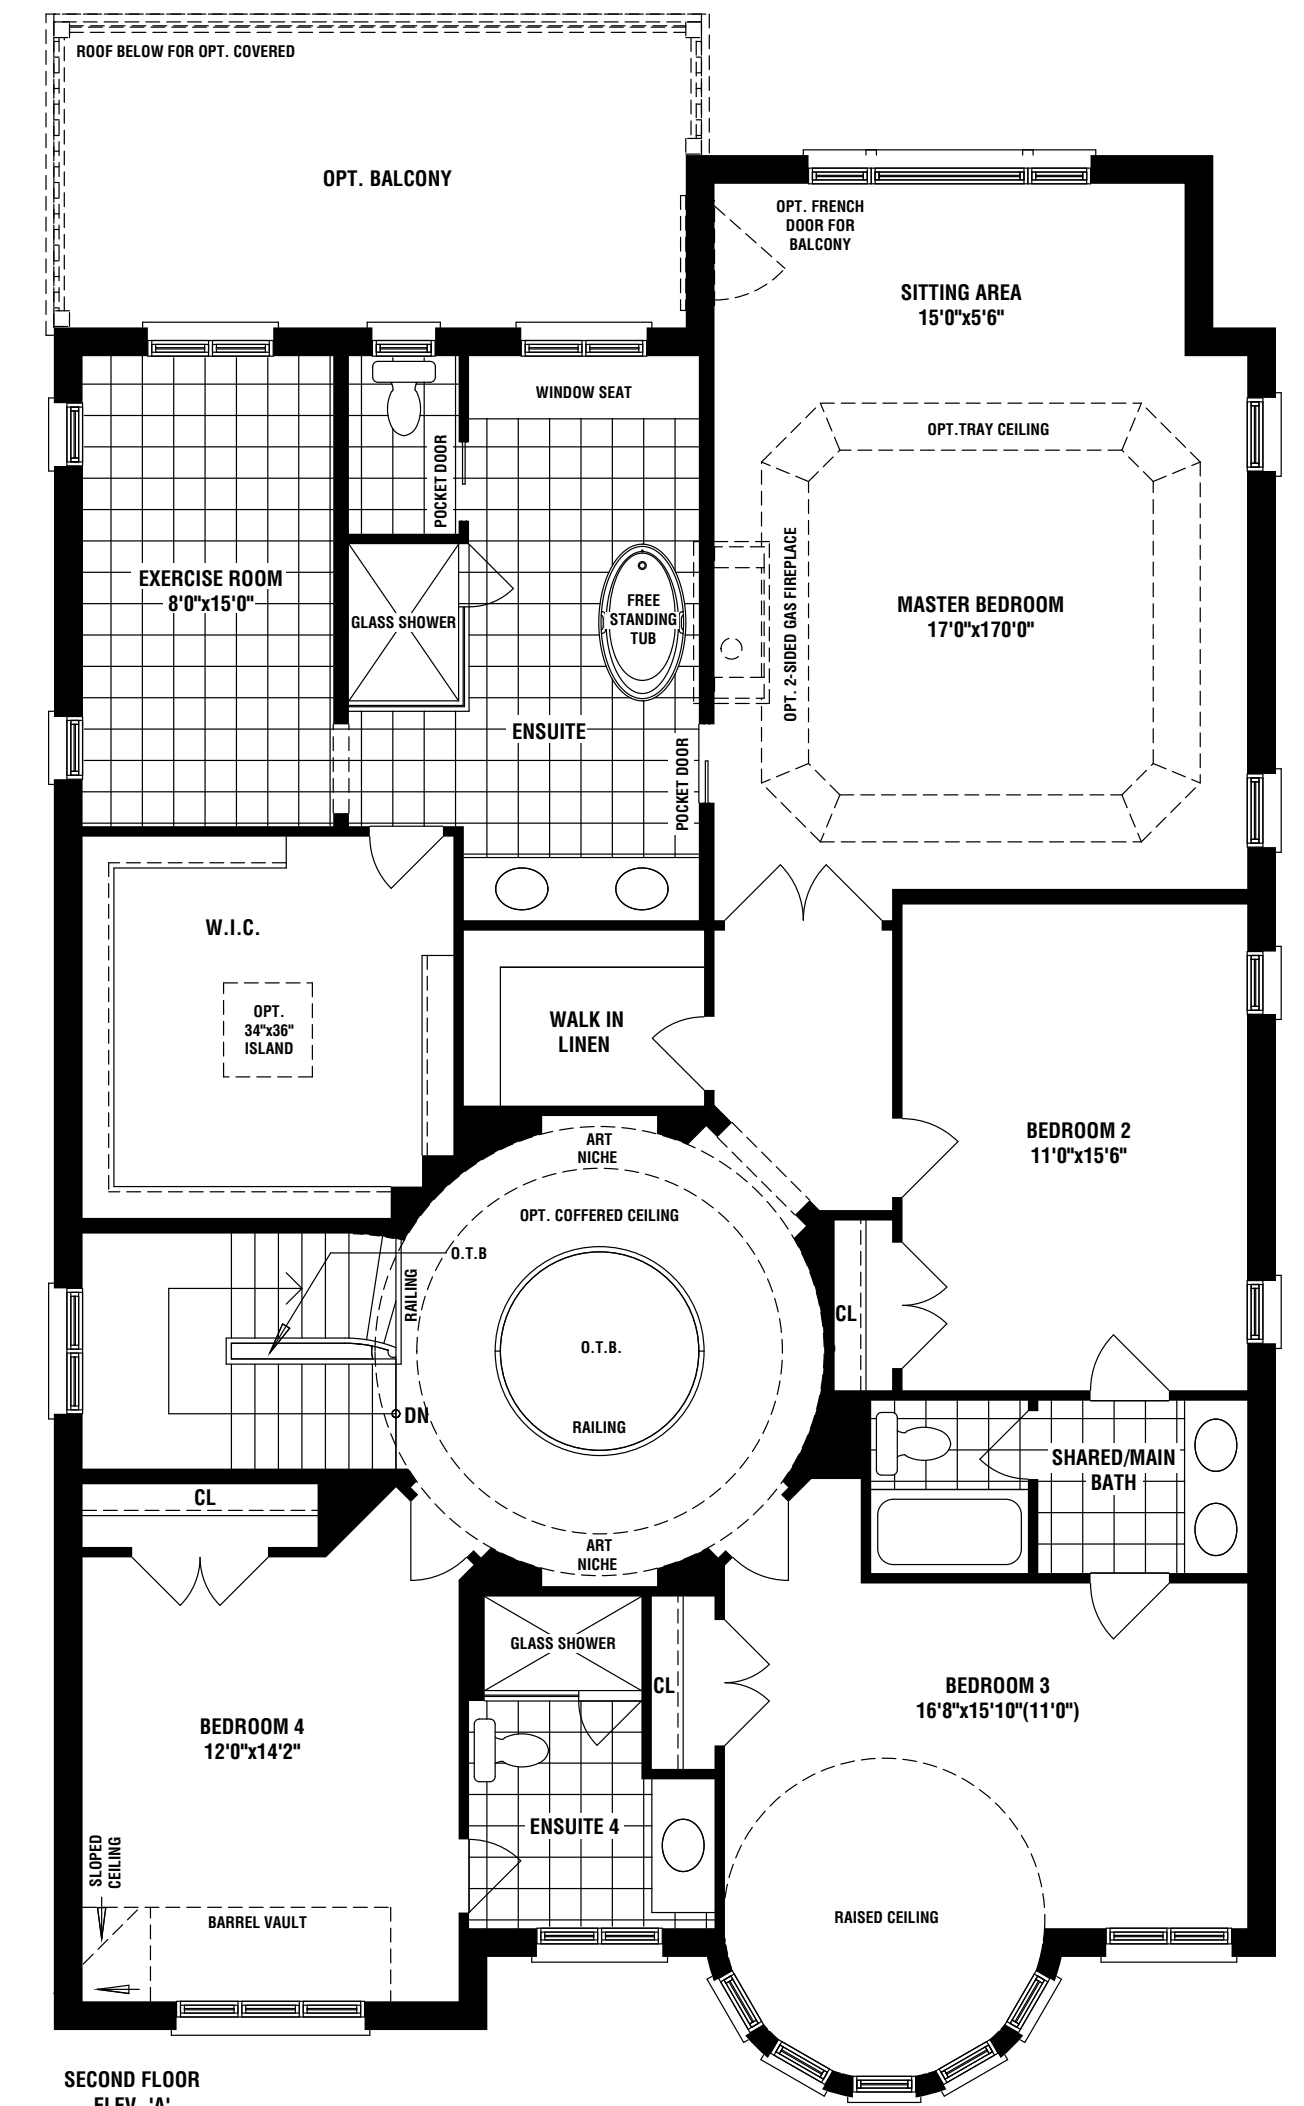 ROOF BELOW FOR OPT. COVERED
OPT. BALCONY
OPT. FRENCH
DOOR FOR
BALCONY
SITTING AREA
15'0"x5'6"
WINDOW SEAT
OPT.TRAY CEILING
POCKET DOOR
EXERCISE ROOM
8'0"x15'0"
GLASS SHOWER
FREE
STANDING
TUB
OPT. 2-SIDED GAS FIREPLACE
MASTER BEDROOM
17'0"x170'0"
ENSUITE
POCKET DOOR
W.I.C.
OPT.
34"x36"
ISLAND
WALK IN
LINEN
BEDROOM 2
11'0"x15'6"
ART
NICHE
OPT. COFFERED CEILING
O.T.B
RAILING
O.T.B.
RAILING
CL
DN
SHARED/MAIN
BATH
CL
ART
NICHE
GLASS SHOWER
CL
BEDROOM 3
16'8"x15'10"(11'0")
BEDROOM 4
12'0"x14'2"
ENSUITE 4
SLOPED
CEILING
BARREL VAULT
RAISED CEILING
SECOND FLOOR
ELEV. 'A'